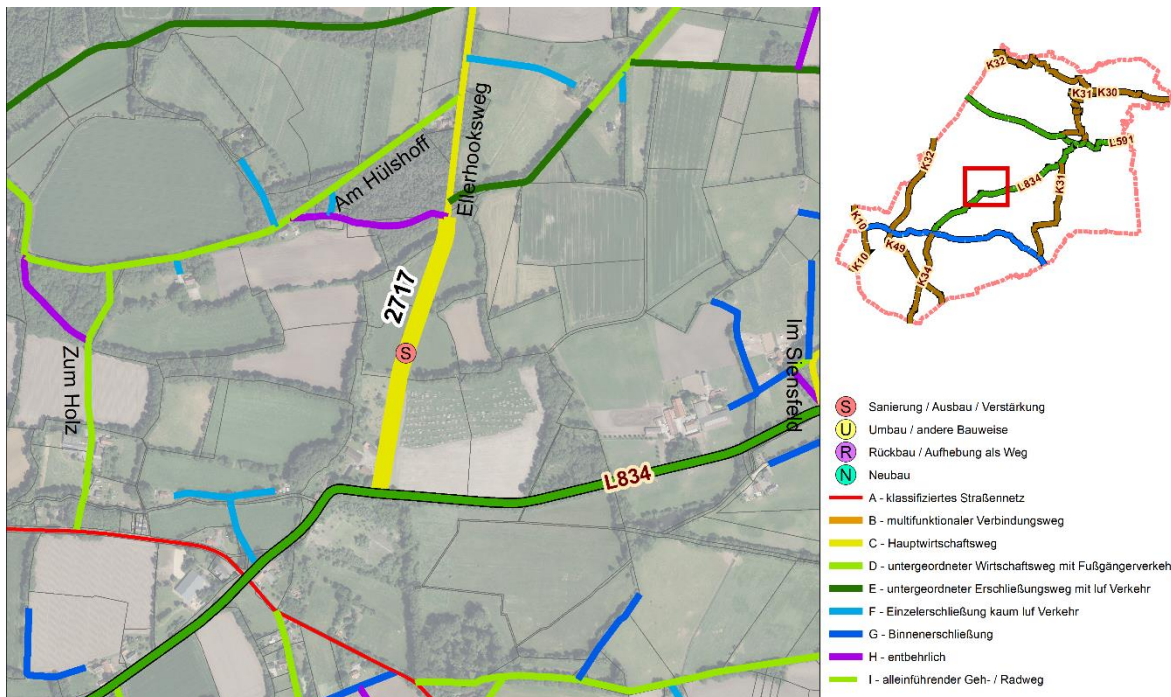 Am Hülshoff
Ellerhooksweg
2717
S
Zum Holz
Im Siensfeld
L834
K32
K31
K30
L591
K32
L834
K31
K10
K49
K10
K34
S Sanierung / Ausbau / Verstärkung
U Umbau / andere Bauweise
R Rückbau / Aufhebung als Weg
N Neubau
A - klassifiziertes Straßennetz
B - multifunktionaler Verbindungsweg
C - Hauptwirtschaftsweg
D - untergeordneter Wirtschaftsweg mit Fußgängerverkeh
E - untergeordneter Erschließungsweg mit luf Verkehr
F - Einzelerschließung kaum luf Verkehr
G - Binnenerschließung
H - entbehrlich
I - alleinführender Geh- / Radweg